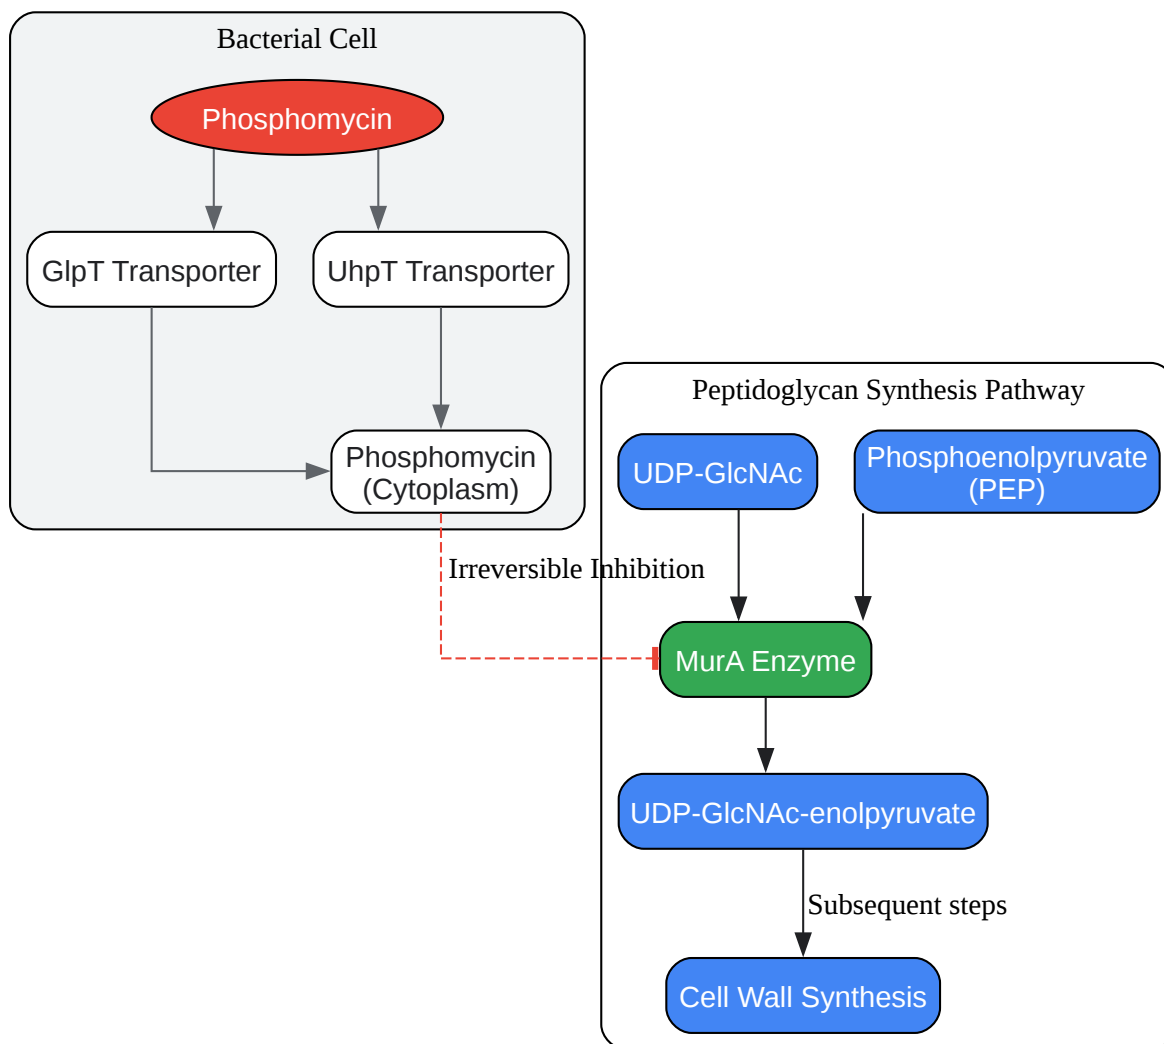 Bacterial Cell
Phosphomycin
GlpT Transporter
UhpT Transporter
Phosphomycin
(Cytoplasm)
Irreversible Inhibition
Peptidoglycan Synthesis Pathway
UDP-GlcNAc
Phosphoenolpyruvate
(PEP)
MurA Enzyme
UDP-GlcNAc-enolpyruvate
Subsequent steps
Cell Wall Synthesis